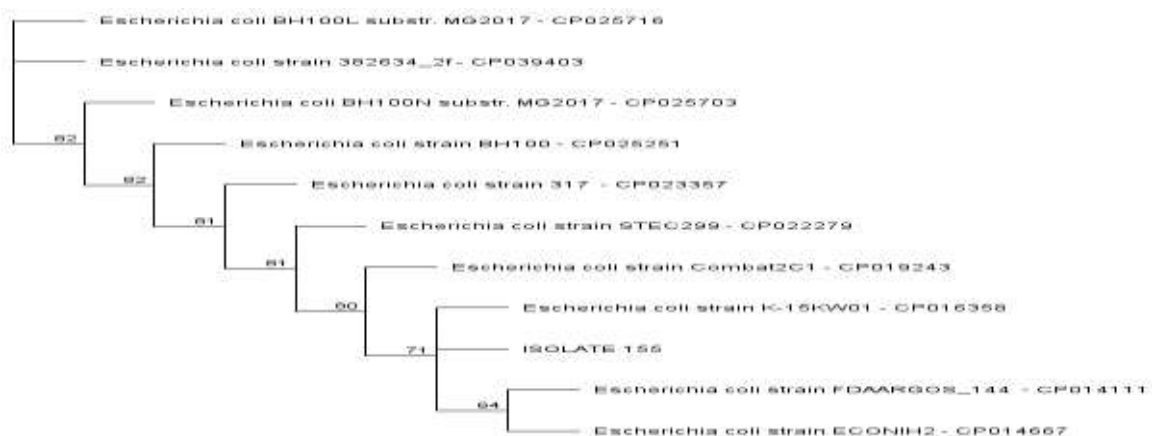 Escherichia coli BH100L substr. MG2017 - CP025716
Escherichia coli strain 382634_2f - CP039403
Escherichia coli BH100N substr. MG2017 - CP025703
82
Escherichia coli strain BH100 - CP025251
82
Escherichia coli strain 317 - CP023357
81
Escherichia coli strain STEC299 - CP022279
81
Escherichia coli strain Combat2C1 - CP019243
80
Escherichia coli strain K-15KW01 - CP016358
71
ISOLATE 155
Escherichia coli strain FDAARGOS_144 - CP014111
64
Escherichia coli strain ECONIH2 - CP014667